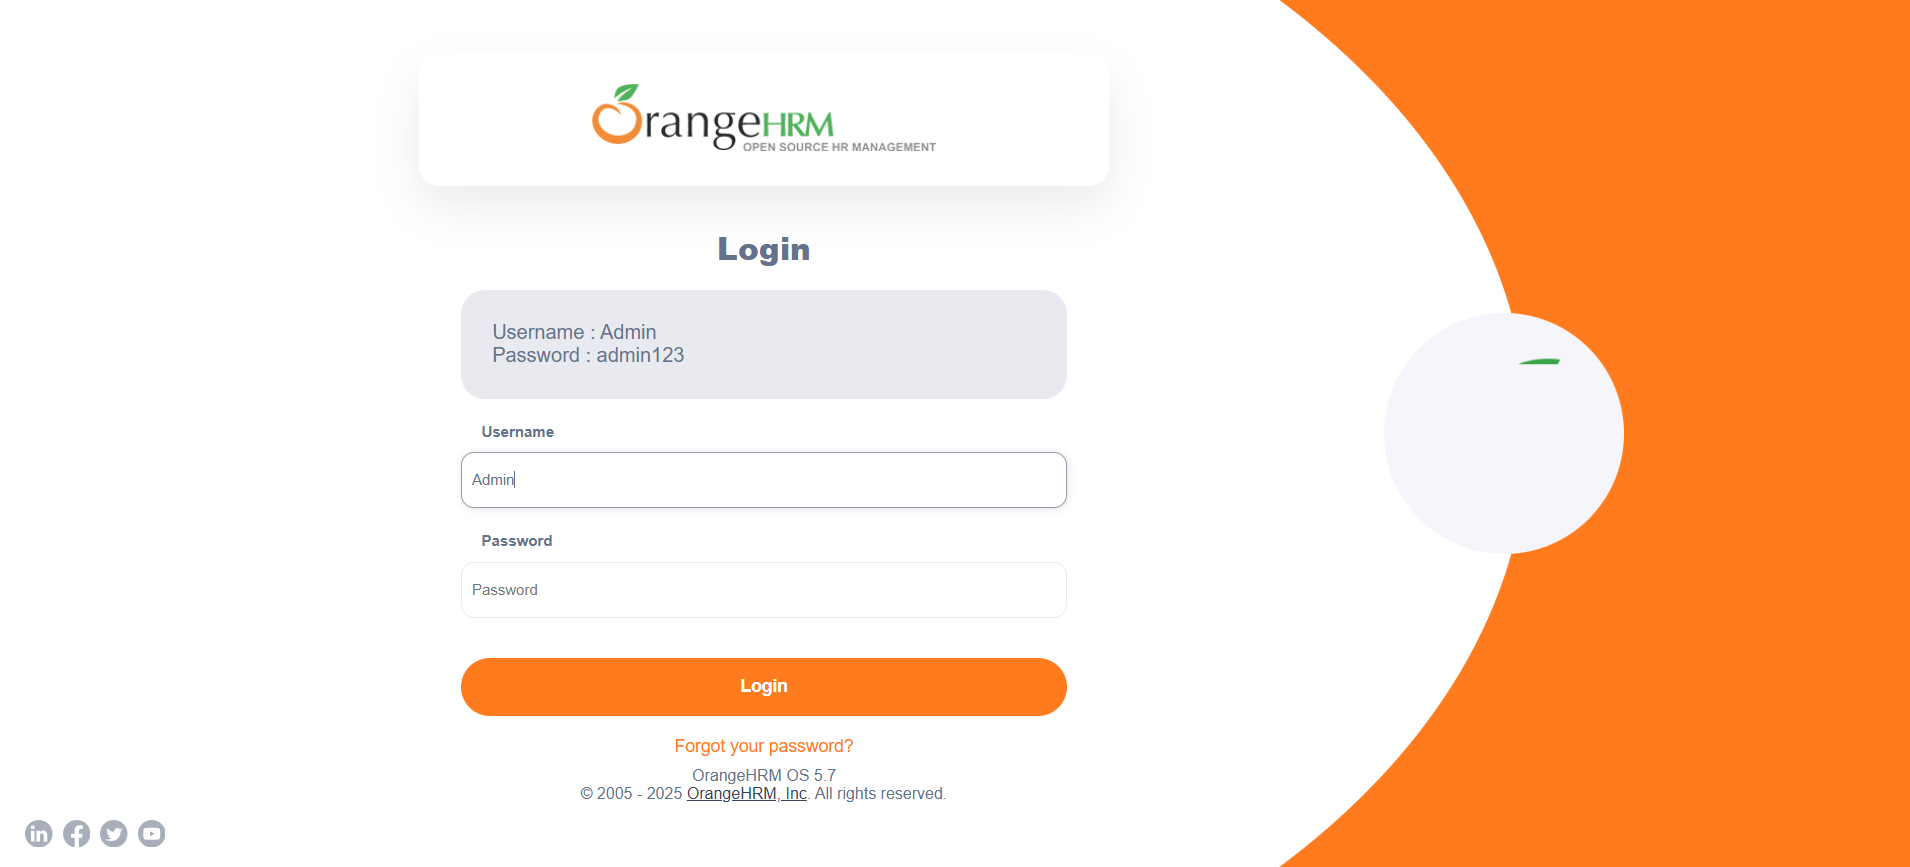 OrangeHRM
OPEN SOURCE HR MANAGEMENT
Login
Username : Admin
Password : admin123
Username
Admin
Password
Password
Login
Forgot your password?
OrangeHRM OS 5.7
© 2005 - 2025 OrangeHRM, Inc. All rights reserved.